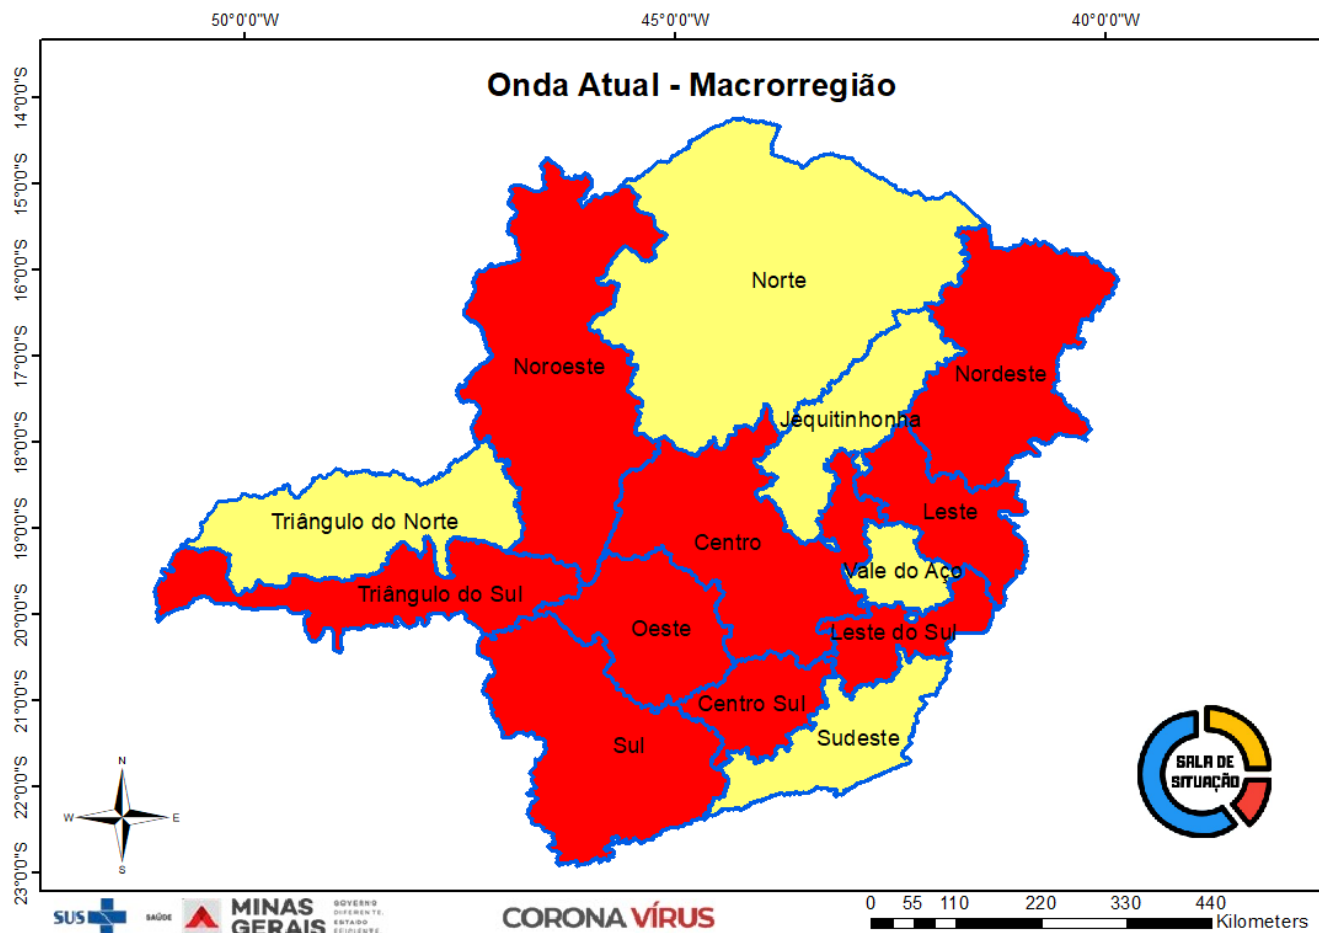 50°0'0"W
45°0'0"W
40°0'0"W
Onda Atual - Macrorregião
14°0'0"S
15°0'0"S
16°0'0"S
17°0'0"S
18°0'0"S
19°0'0"S
20°0'0"S
21°0'0"S
22°0'0"S
23°0'0"S
Norte
Noroeste
Nordeste
Jequitinhonha
Triângulo do Norte
Leste
Centro
Vale do Aço
Triângulo do Sul
Oeste
Leste do Sul
Centro Sul
Sul
Sudeste
SALA DE
SITUAÇÃO
N
W
E
S
SUS
SAÚDE
MINAS
GERAIS
GOVERNO
DIFERENTE.
ESTADO
EFICIENTE.
CORONA VÍRUS
0 55 110 220 330 440
Kilometers